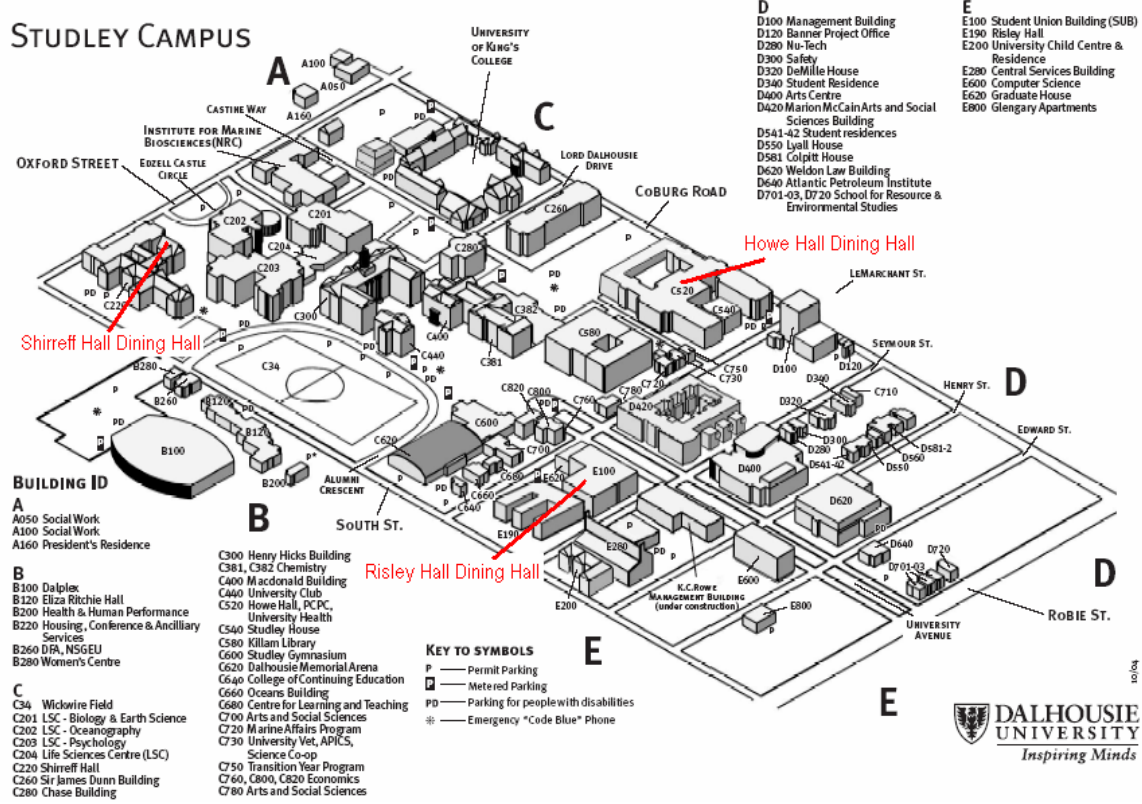 STUDLEY CAMPUS
UNIVERSITY
OF KING'S
COLLEGE
A
A100
A050
A160
CASTINE WAY
INSTITUTE FOR MARINE
BIOSCIENCES(NRC)
OXFORD STREET
EDZELL CASTLE
CIRCLE
C
LORD DALHOUSIE
DRIVE
COBURG ROAD
C260
C201
C202
C204
C203
C280
C220
C300
C400
C440
C382
C381
C34
Howe Hall Dining Hall
C520
C540
LEMARCHANT ST.
C580
Shirreff Hall Dining Hall
SEYMOUR ST.
HENRY ST.
EDWARD ST.
D
C750
C730
C720
D100
D120
D340
C710
D320
B280
B260
B120
B120
B100
B200
P*
C820
C800
C760
C780
D420
D300
D280
D541-42
D550
D560
D581-2
C600
C620
C700
C680
C660
C640
E620
E100
D400
D620
ALUMNI
CRESCENT
SOUTH ST.
E190
E280
E200
Risley Hall Dining Hall
K.C.ROWE
MANAGEMENT BUILDING
(under construction)
E600
E800
D640
D701-03
D720
D
ROBIE ST.
UNIVERSITY
AVENUE
B
E
E
D
D100 Management Building
D120 Banner Project Office
D280 Nu-Tech
D300 Safety
D320 DeMille House
D340 Student Residence
D400 Arts Centre
D420 Marion McCain Arts and Social
Sciences Building
D541-42 Student residences
D550 Lyall House
D581 Colpitt House
D620 Weldon Law Building
D640 Atlantic Petroleum Institute
D701-03, D720 School for Resource &
Environmental Studies
E
E100 Student Union Building (SUB)
E190 Risley Hall
E200 University Child Centre &
Residence
E280 Central Services Building
E600 Computer Science
E620 Graduate House
E800 Glengary Apartments
BUILDING ID
A
A050 Social Work
A100 Social Work
A160 President's Residence
B
B100 Dalplex
B120 Eliza Ritchie Hall
B200 Health & Human Performance
B220 Housing, Conference & Ancilliary
Services
B260 DFA, NSGEU
B280 Women's Centre
C
C34 Wickwire Field
C201 LSC - Biology & Earth Science
C202 LSC - Oceanography
C203 LSC - Psychology
C204 Life Sciences Centre (LSC)
C220 Shirreff Hall
C260 Sir James Dunn Building
C280 Chase Building
C300 Henry Hicks Building
C381, C382 Chemistry
C400 Macdonald Building
C440 University Club
C520 Howe Hall, PCPC,
University Health
C540 Studley House
C580 Killam Library
C600 Studley Gymnasium
C620 Dalhousie Memorial Arena
C640 College of Continuing Education
C660 Oceans Building
C680 Centre for Learning and Teaching
C700 Arts and Social Sciences
C720 Marine Affairs Program
C730 University Vet, APICS,
Science Co-op
C750 Transition Year Program
C760, C800, C820 Economics
C780 Arts and Social Sciences
KEY TO SYMBOLS
P — Permit Parking
P — Metered Parking
PD — Parking for people with disabilities
* — Emergency "Code Blue" Phone
10/04
DALHOUSIE
UNIVERSITY
Inspiring Minds